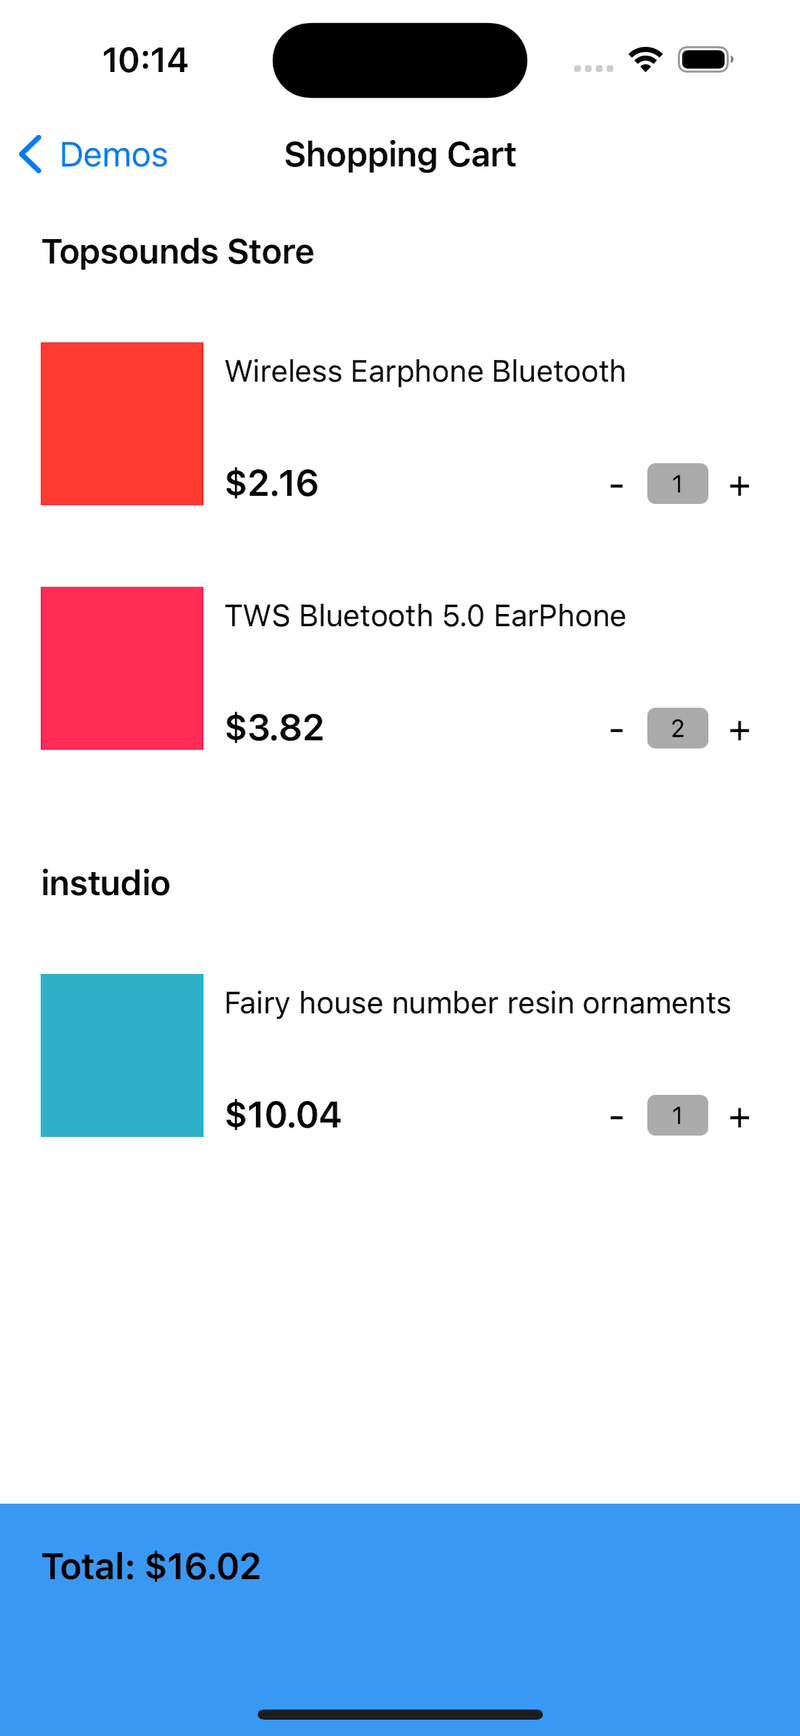 10:14
Demos
Shopping Cart
Topsounds Store
Wireless Earphone Bluetooth
$2.16 - 1 +
TWS Bluetooth 5.0 EarPhone
$3.82 - 2 +
instudio
Fairy house number resin ornaments
$10.04 - 1 +
Total: $16.02